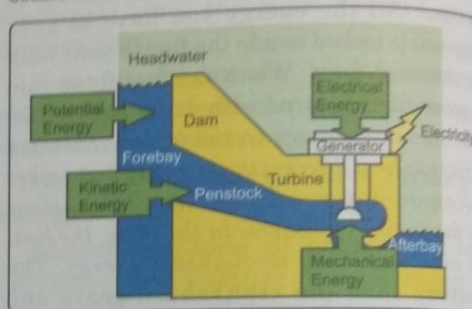 Headwater
Potential
Energy
Dam
Electrical
Energy
Generator
Electricity
Forebay
Turbine
Kinetic
Energy
Penstock
Afterbay
Mechanical
Energy